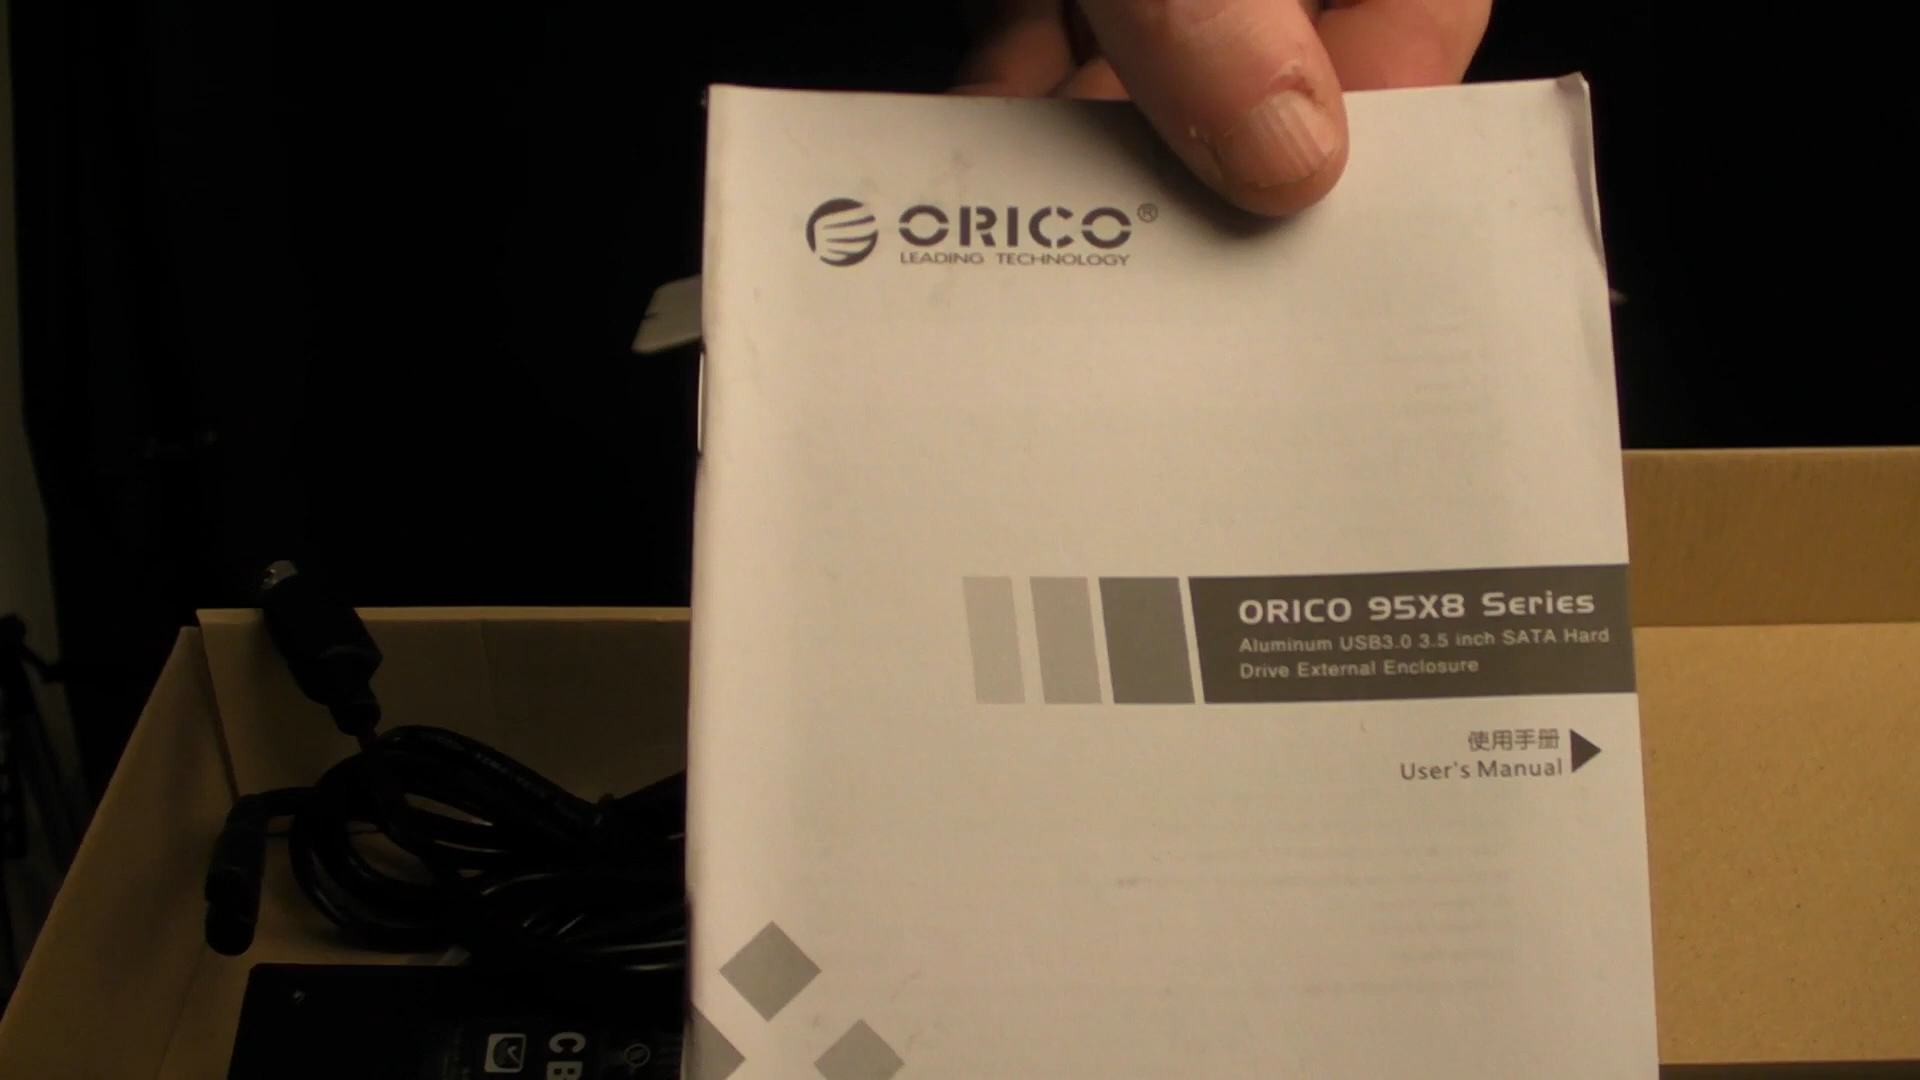 ORICO®
LEADING TECHNOLOGY
ORICO 95X8 Series
Aluminum USB3.0 3.5 inch SATA Hard
Drive External Enclosure
使用手册
User's Manual
CB